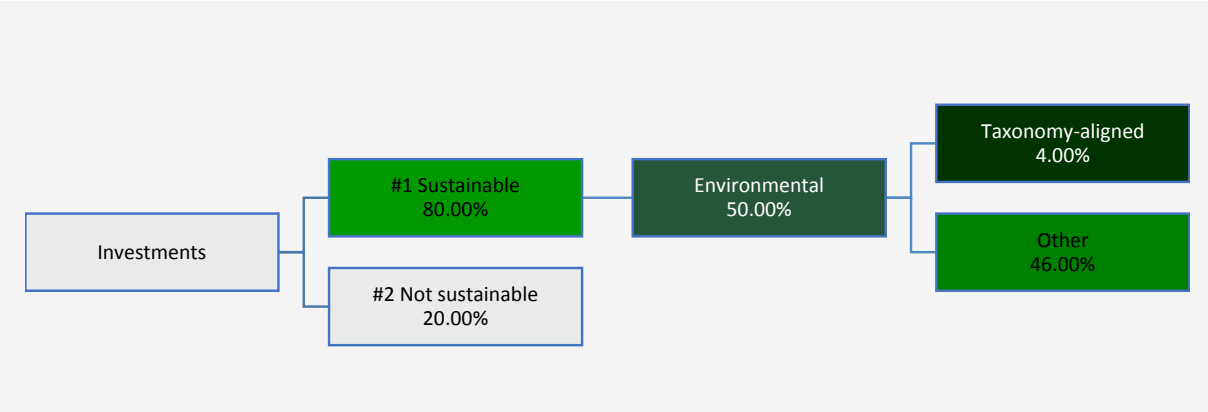 Investments
#1 Sustainable
80.00%
#2 Not sustainable
20.00%
Environmental
50.00%
Taxonomy-aligned
4.00%
Other
46.00%